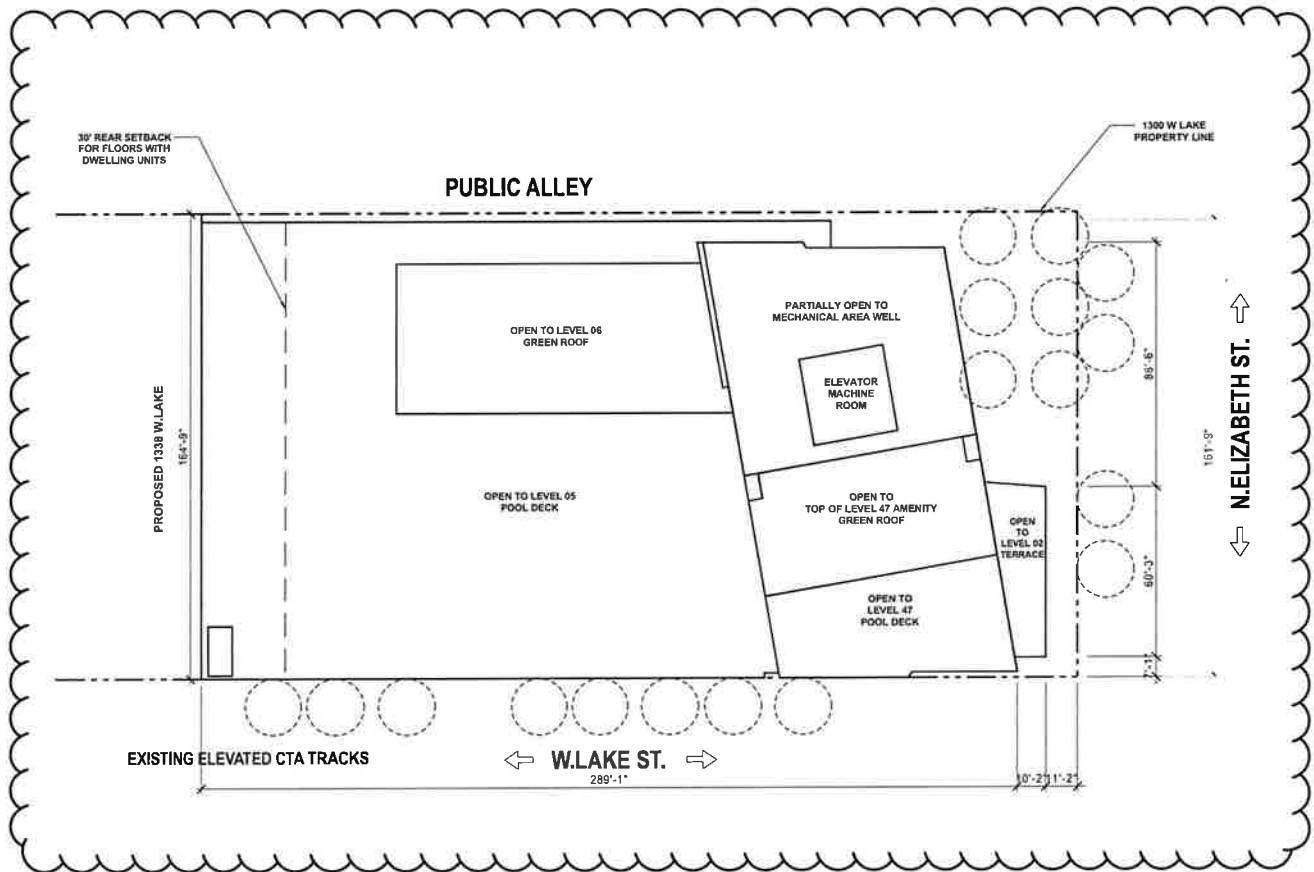 30' REAR SETBACK
FOR FLOORS WITH
DWELLING UNITS
1300 W LAKE
PROPERTY LINE
PUBLIC ALLEY
PROPOSED 1338 W.LAKE
164'-9"
OPEN TO LEVEL 06
GREEN ROOF
PARTIALLY OPEN TO
MECHANICAL AREA WELL
ELEVATOR
MACHINE
ROOM
OPEN TO LEVEL 05
POOL DECK
OPEN TO
TOP OF LEVEL 47 AMENITY
GREEN ROOF
OPEN
TO
LEVEL 02
TERRACE
OPEN TO
LEVEL 47
POOL DECK
86'-6"
60'-3"
161'-9"
N.ELIZABETH ST.
EXISTING ELEVATED CTA TRACKS
W.LAKE ST.
289'-1"
10'-2"
11'-2"